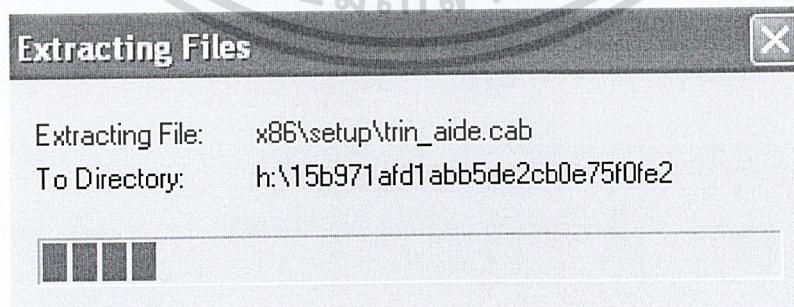 Extracting Files
Extracting File: x86\setup\trin_aide.cab
To Directory: h:\15b971afd1abb5de2cb0e75f0fe2